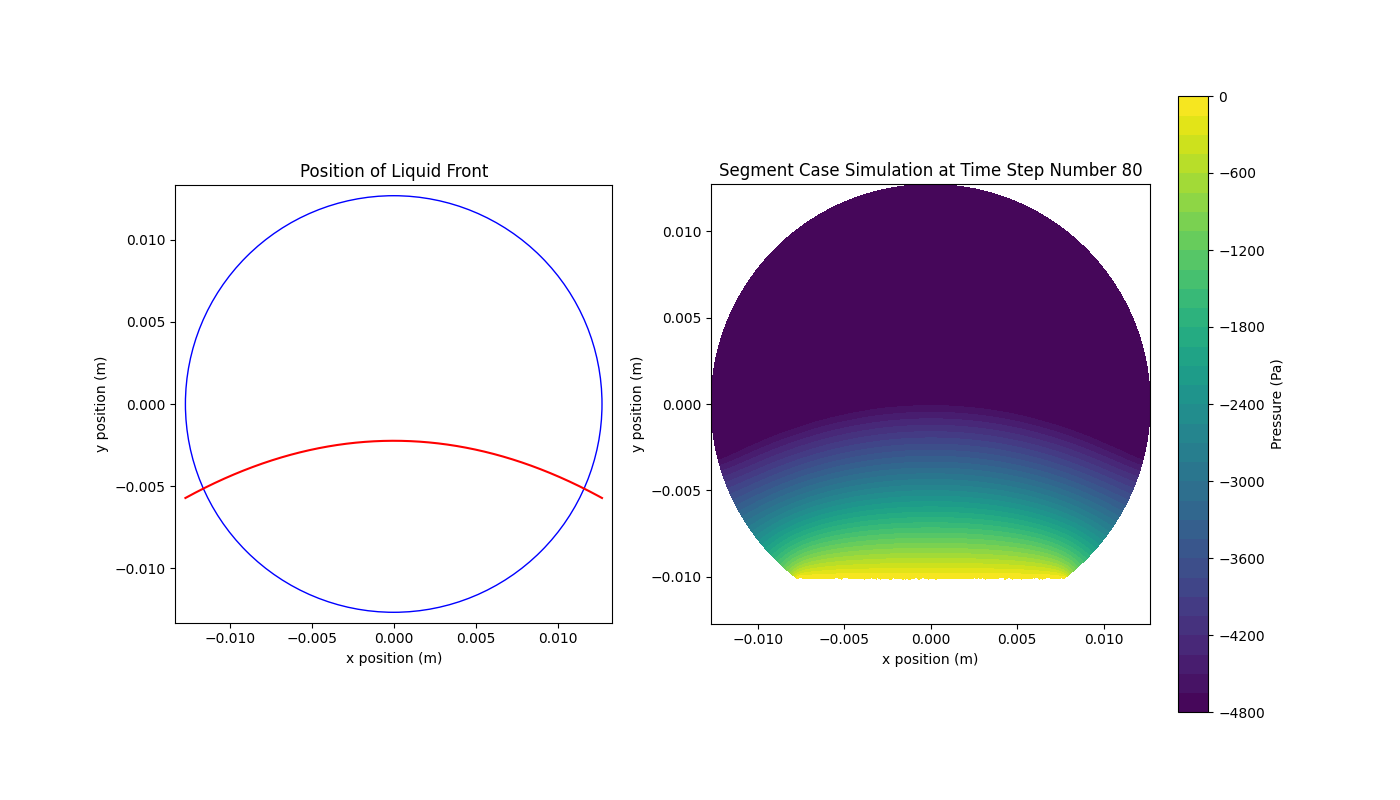 Position of Liquid Front
0.010
0.005
0.000
−0.005
−0.010
y position (m)
−0.010 −0.005 0.000 0.005 0.010
x position (m)
Segment Case Simulation at Time Step Number 80
0.010
0.005
0.000
−0.005
−0.010
y position (m)
−0.010 −0.005 0.000 0.005 0.010
x position (m)
0
−600
−1200
−1800
−2400
−3000
−3600
−4200
−4800
Pressure (Pa)